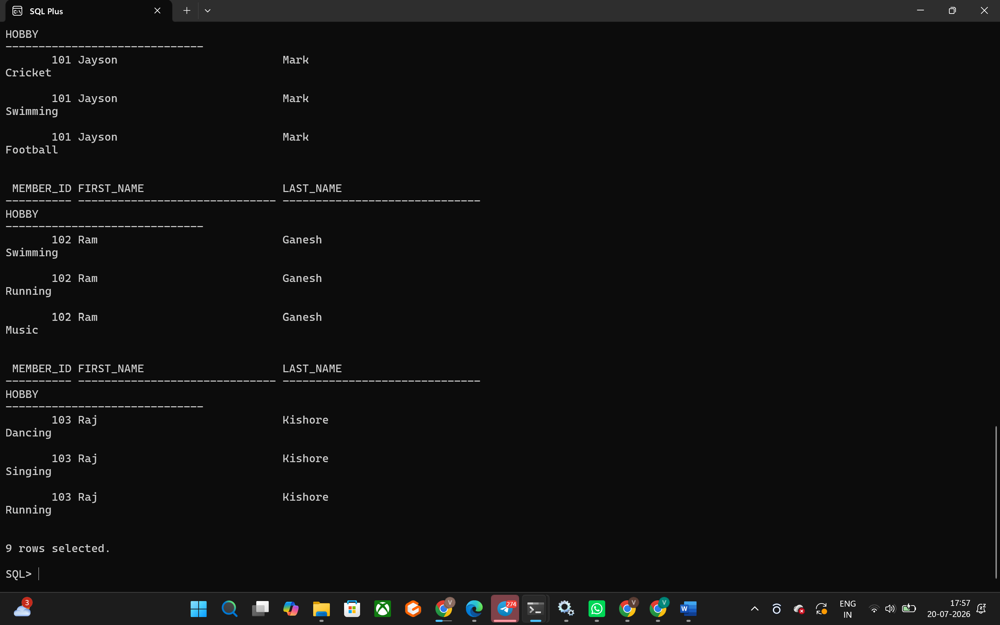 SQL Plus
HOBBY
------------------------------
       101 Jayson                         Mark
Cricket
       101 Jayson                         Mark
Swimming
       101 Jayson                         Mark
Football
 MEMBER_ID FIRST_NAME                     LAST_NAME
---------- ------------------------------ ------------------------------
HOBBY
------------------------------
       102 Ram                            Ganesh
Swimming
       102 Ram                            Ganesh
Running
       102 Ram                            Ganesh
Music
 MEMBER_ID FIRST_NAME                     LAST_NAME
---------- ------------------------------ ------------------------------
HOBBY
------------------------------
       103 Raj                            Kishore
Dancing
       103 Raj                            Kishore
Singing
       103 Raj                            Kishore
Running
9 rows selected.
SQL>
3
V
274
V
V
W
ENG
IN
17:57
20-07-2026